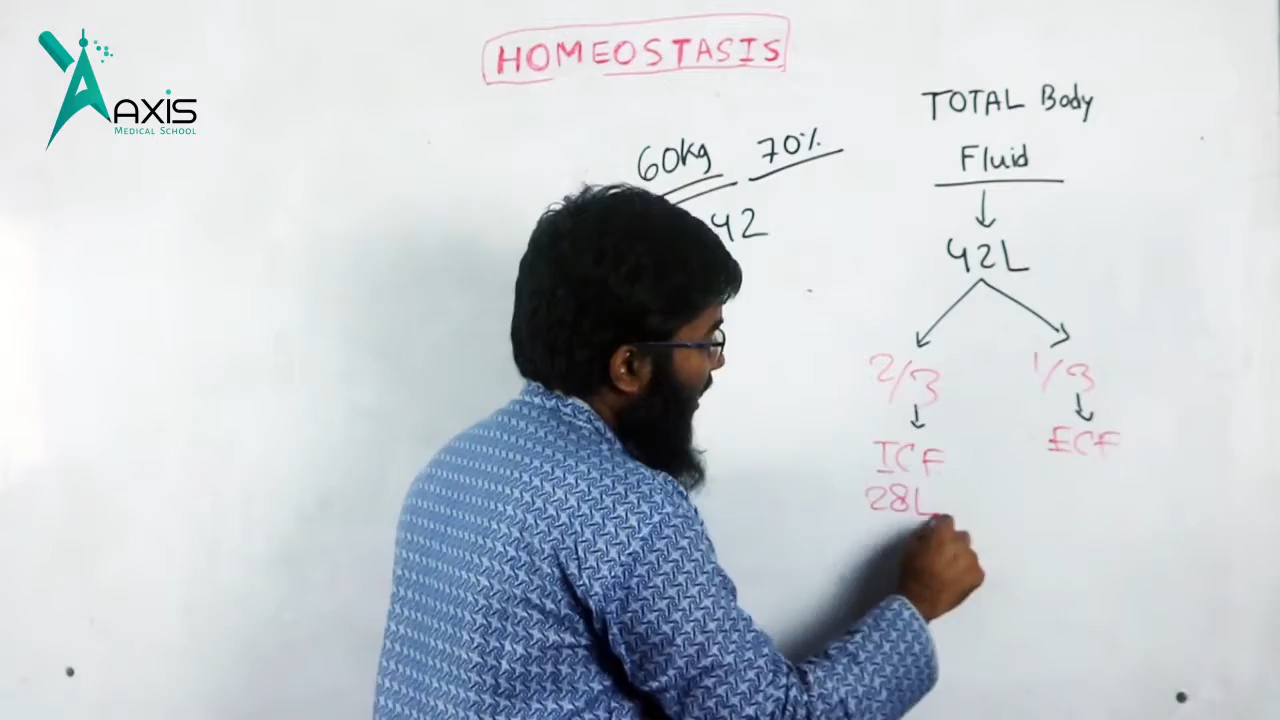 AXIS
MEDICAL SCHOOL
HOMEOSTASIS
60kg 70%
42
TOTAL Body
Fluid
42L
2/3 1/3
ICF ECF
28L